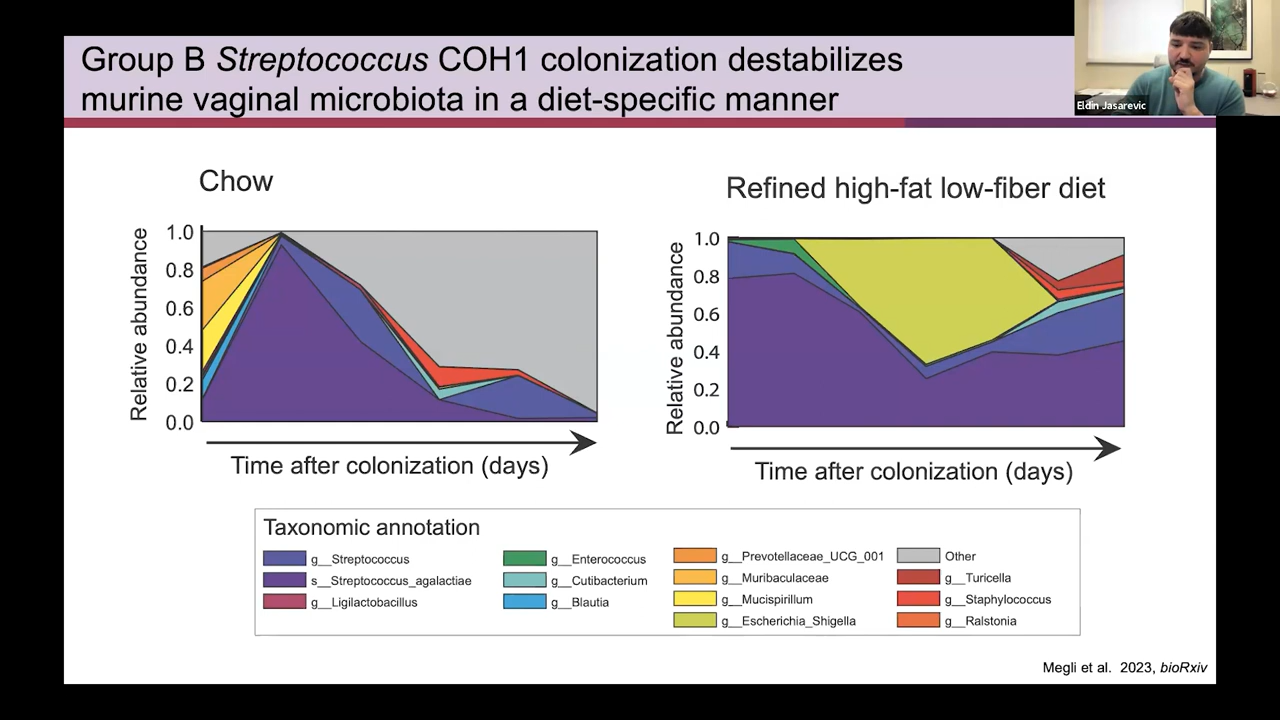 Group B Streptococcus COH1 colonization destabilizes
murine vaginal microbiota in a diet-specific manner
Eldin Jasarevic
Chow
Relative abundance
1.0
0.8
0.6
0.4
0.2
0.0
Time after colonization (days)
Refined high-fat low-fiber diet
Relative abundance
1.0
0.8
0.6
0.4
0.2
0.0
Time after colonization (days)
Taxonomic annotation
g__Streptococcus
s__Streptococcus_agalactiae
g__Ligilactobacillus
g__Enterococcus
g__Cutibacterium
g__Blautia
g__Prevotellaceae_UCG_001
g__Muribaculaceae
g__Mucispirillum
g__Escherichia_Shigella
Other
g__Turicella
g__Staphylococcus
g__Ralstonia
Megli et al. 2023, bioRxiv